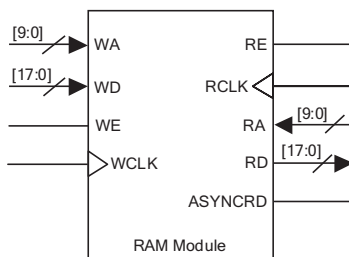 [9:0] WA RE
[17:0] WD RCLK
WE RA [9:0]
WCLK RD [17:0]
ASYNCRD
RAM Module